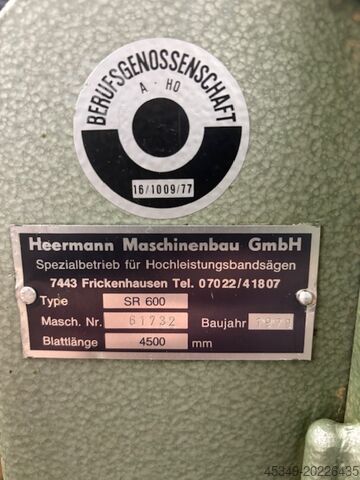 BERUFSGENOSSENSCHAFT
A - HO
16/1009/77
Heermann Maschinenbau GmbH
Spezialbetrieb für Hochleistungsbandsägen
7443 Frickenhausen Tel. 07022/41807
Type SR 600
Masch. Nr. 61732 Baujahr
Blattlänge 4500 mm
45349-20226435